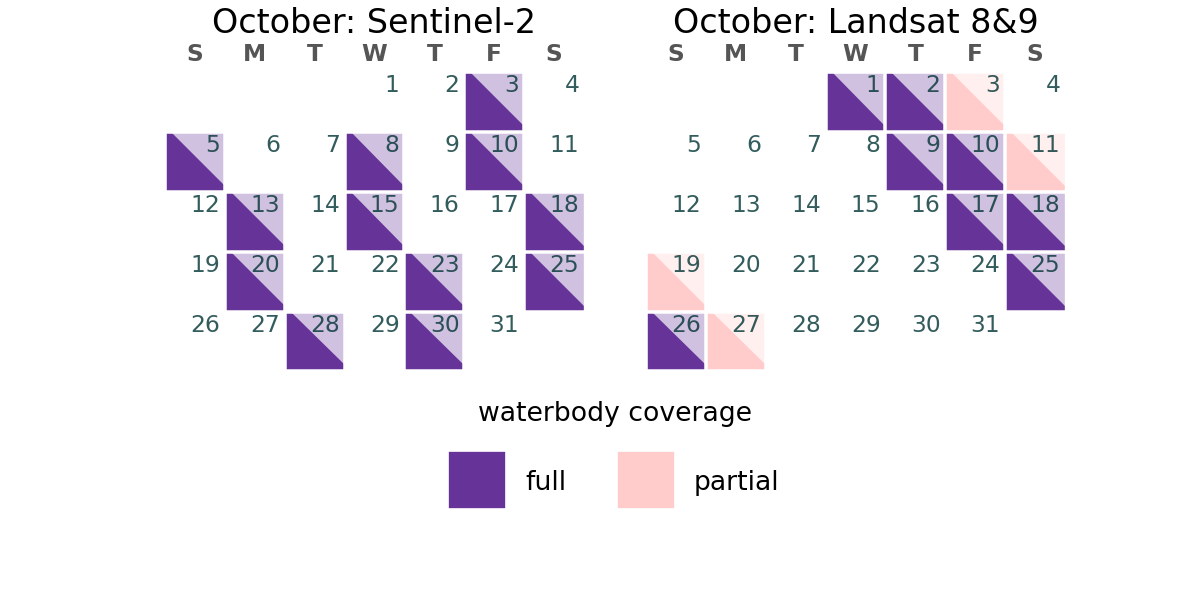 October: Sentinel-2
S M T W T F S
1 2 3 4
5 6 7 8 9 10 11
12 13 14 15 16 17 18
19 20 21 22 23 24 25
26 27 28 29 30 31
October: Landsat 8&9
S M T W T F S
1 2 3 4
5 6 7 8 9 10 11
12 13 14 15 16 17 18
19 20 21 22 23 24 25
26 27 28 29 30 31
waterbody coverage
full partial